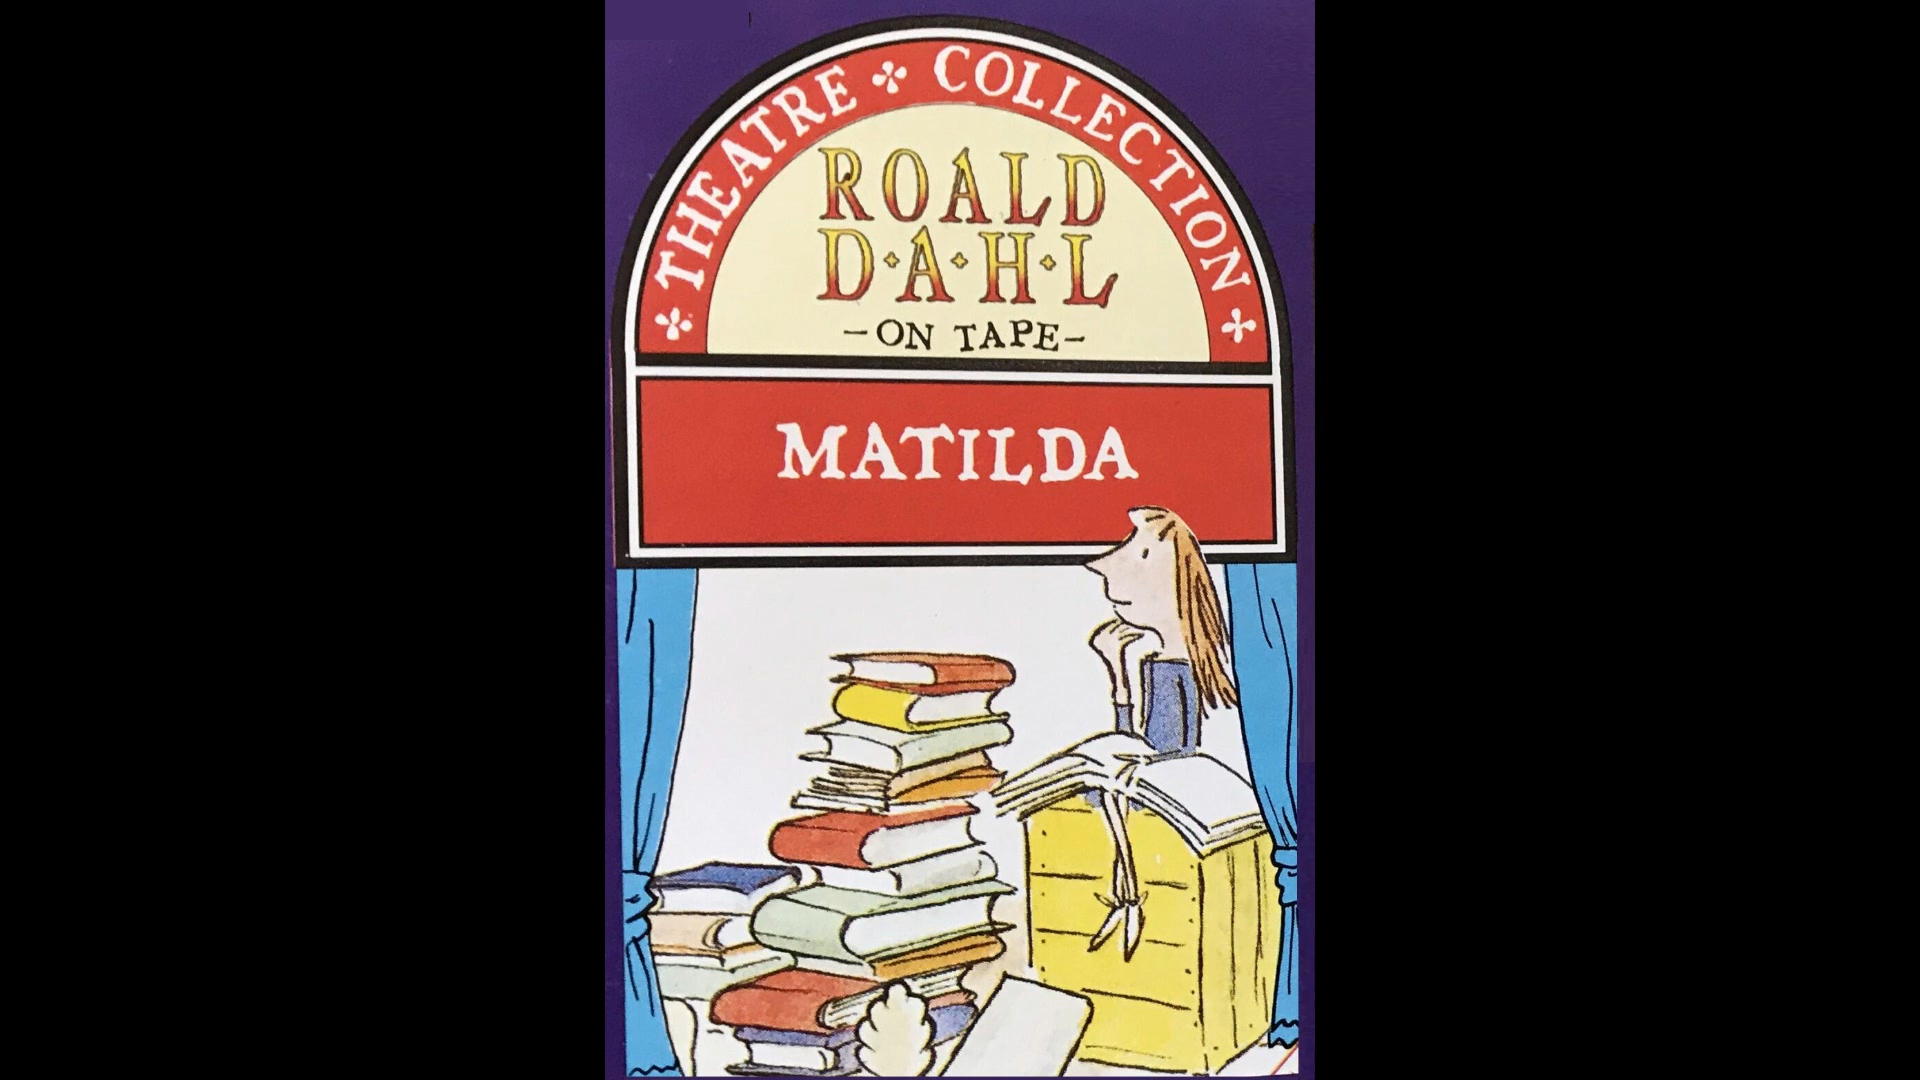 THEATRE COLLECTION
ROALD
D·A·H·L
-ON TAPE-
MATILDA